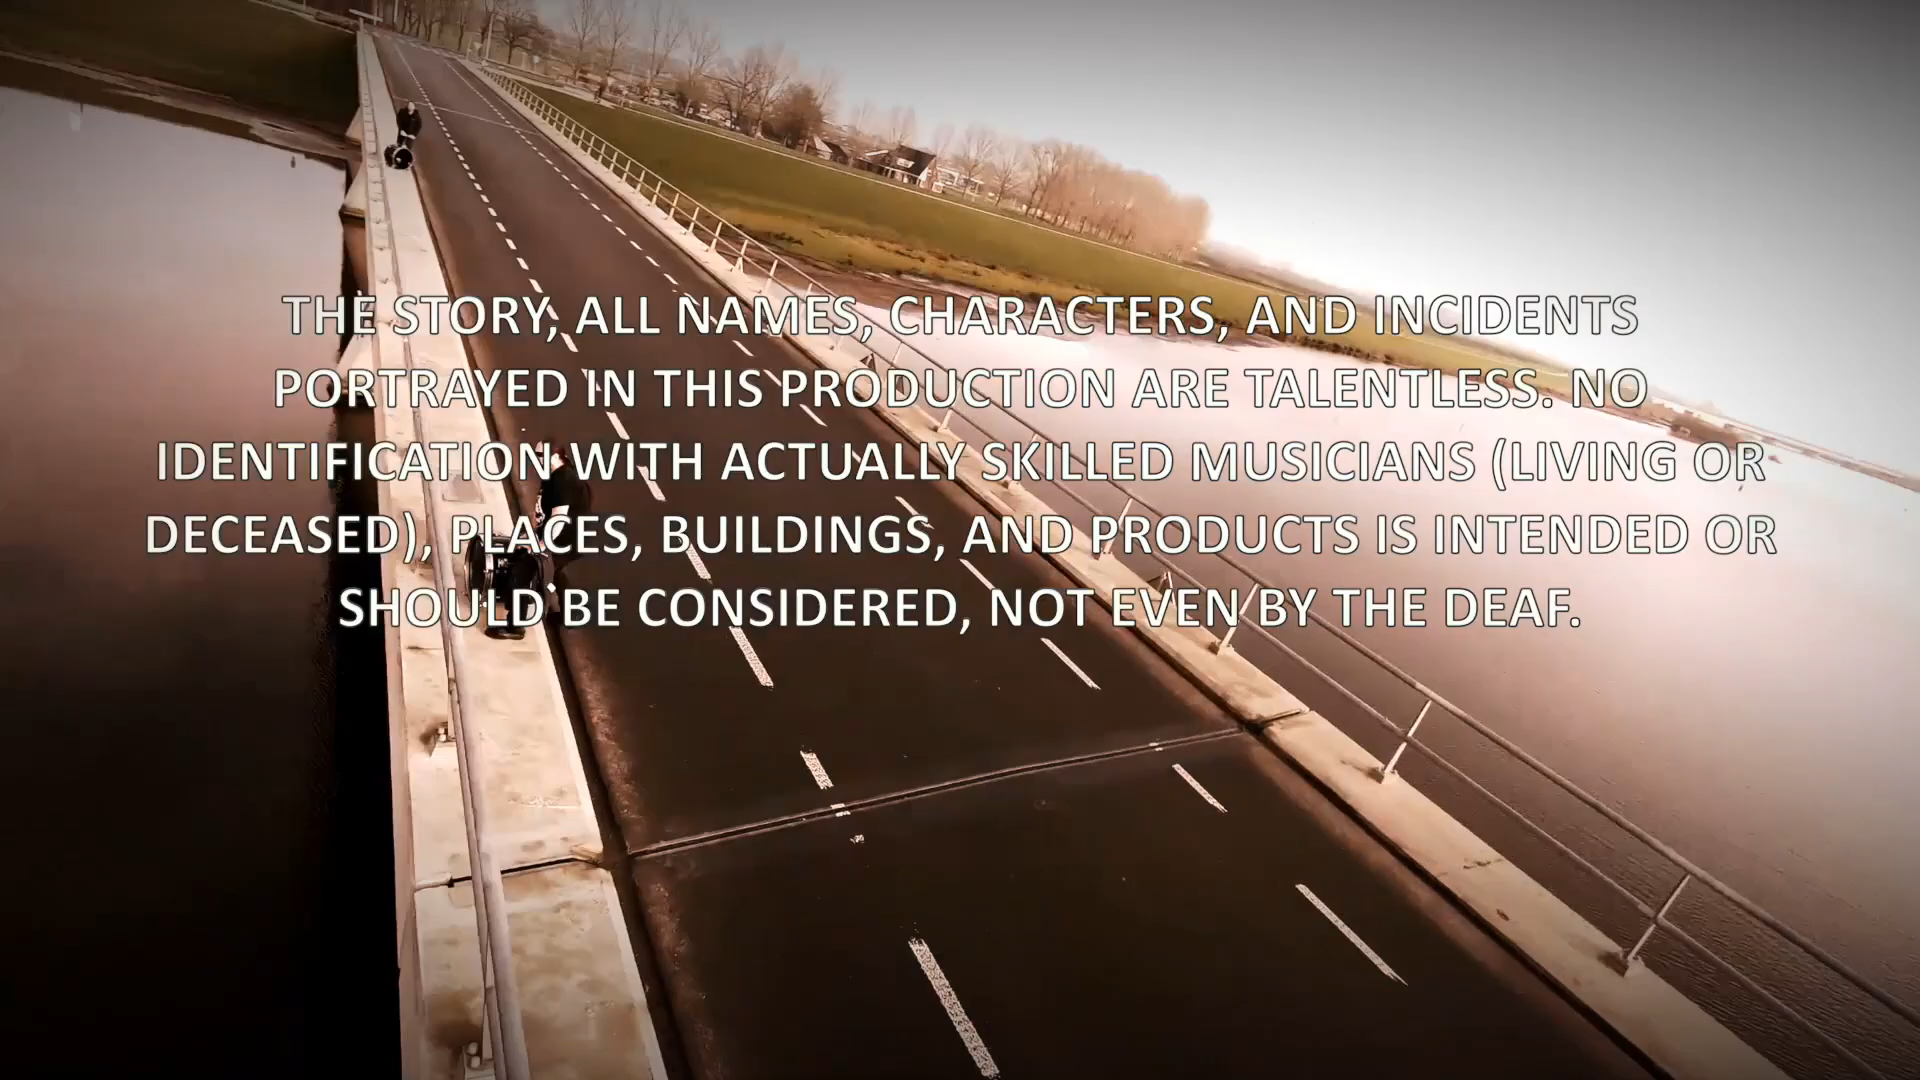 THE STORY, ALL NAMES, CHARACTERS, AND INCIDENTS
PORTRAYED IN THIS PRODUCTION ARE TALENTLESS. NO
IDENTIFICATION WITH ACTUALLY SKILLED MUSICIANS (LIVING OR
DECEASED), PLACES, BUILDINGS, AND PRODUCTS IS INTENDED OR
SHOULD BE CONSIDERED, NOT EVEN BY THE DEAF.